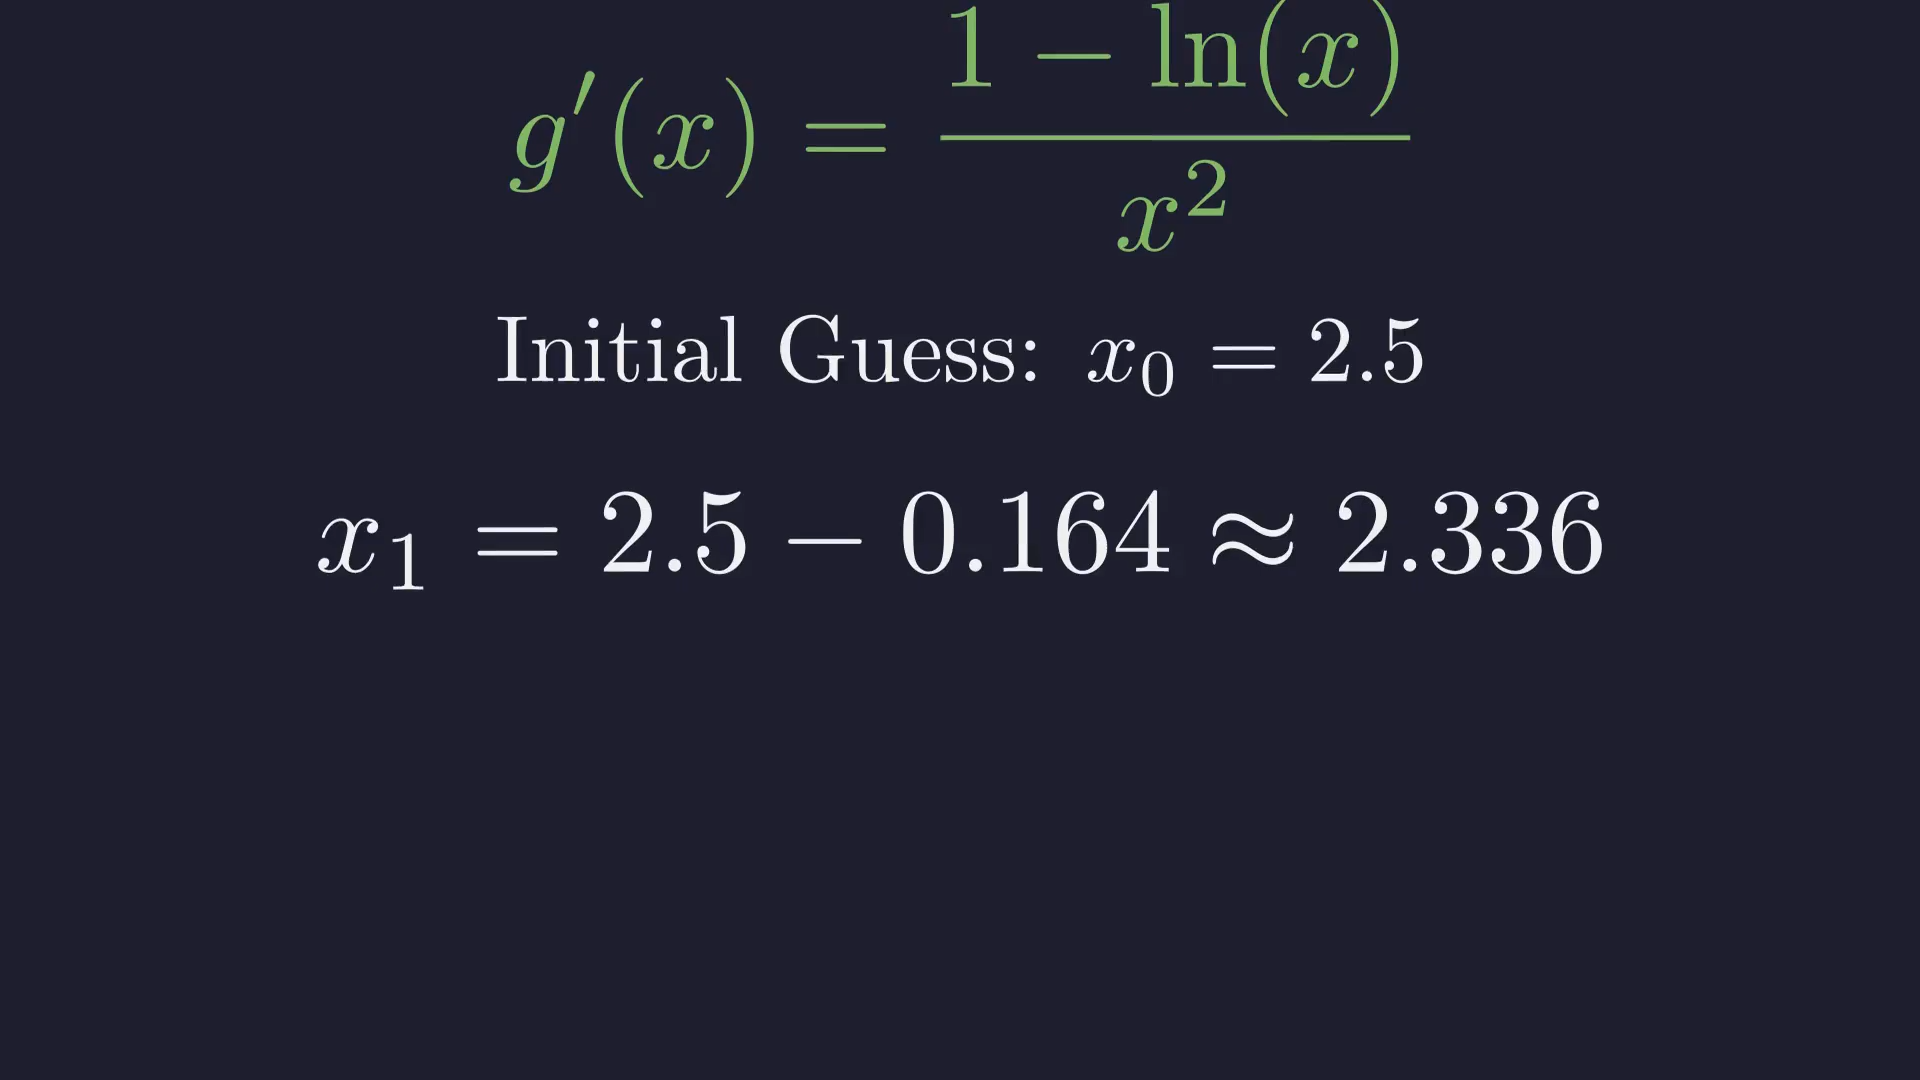 g′(x) = (1 − ln(x)) / x²
Initial Guess: x₀ = 2.5
x₁ = 2.5 − 0.164 ≈ 2.336